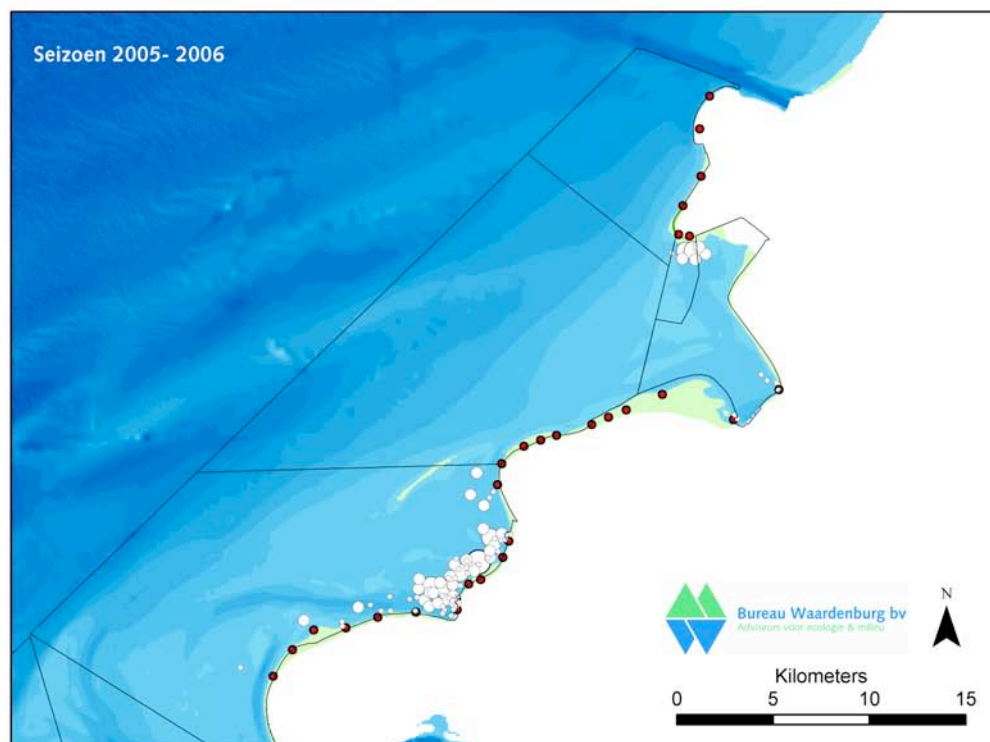 Seizoen 2005- 2006
Bureau Waardenburg bv
Adviseurs voor ecologie & milieu
N
Kilometers
0 5 10 15